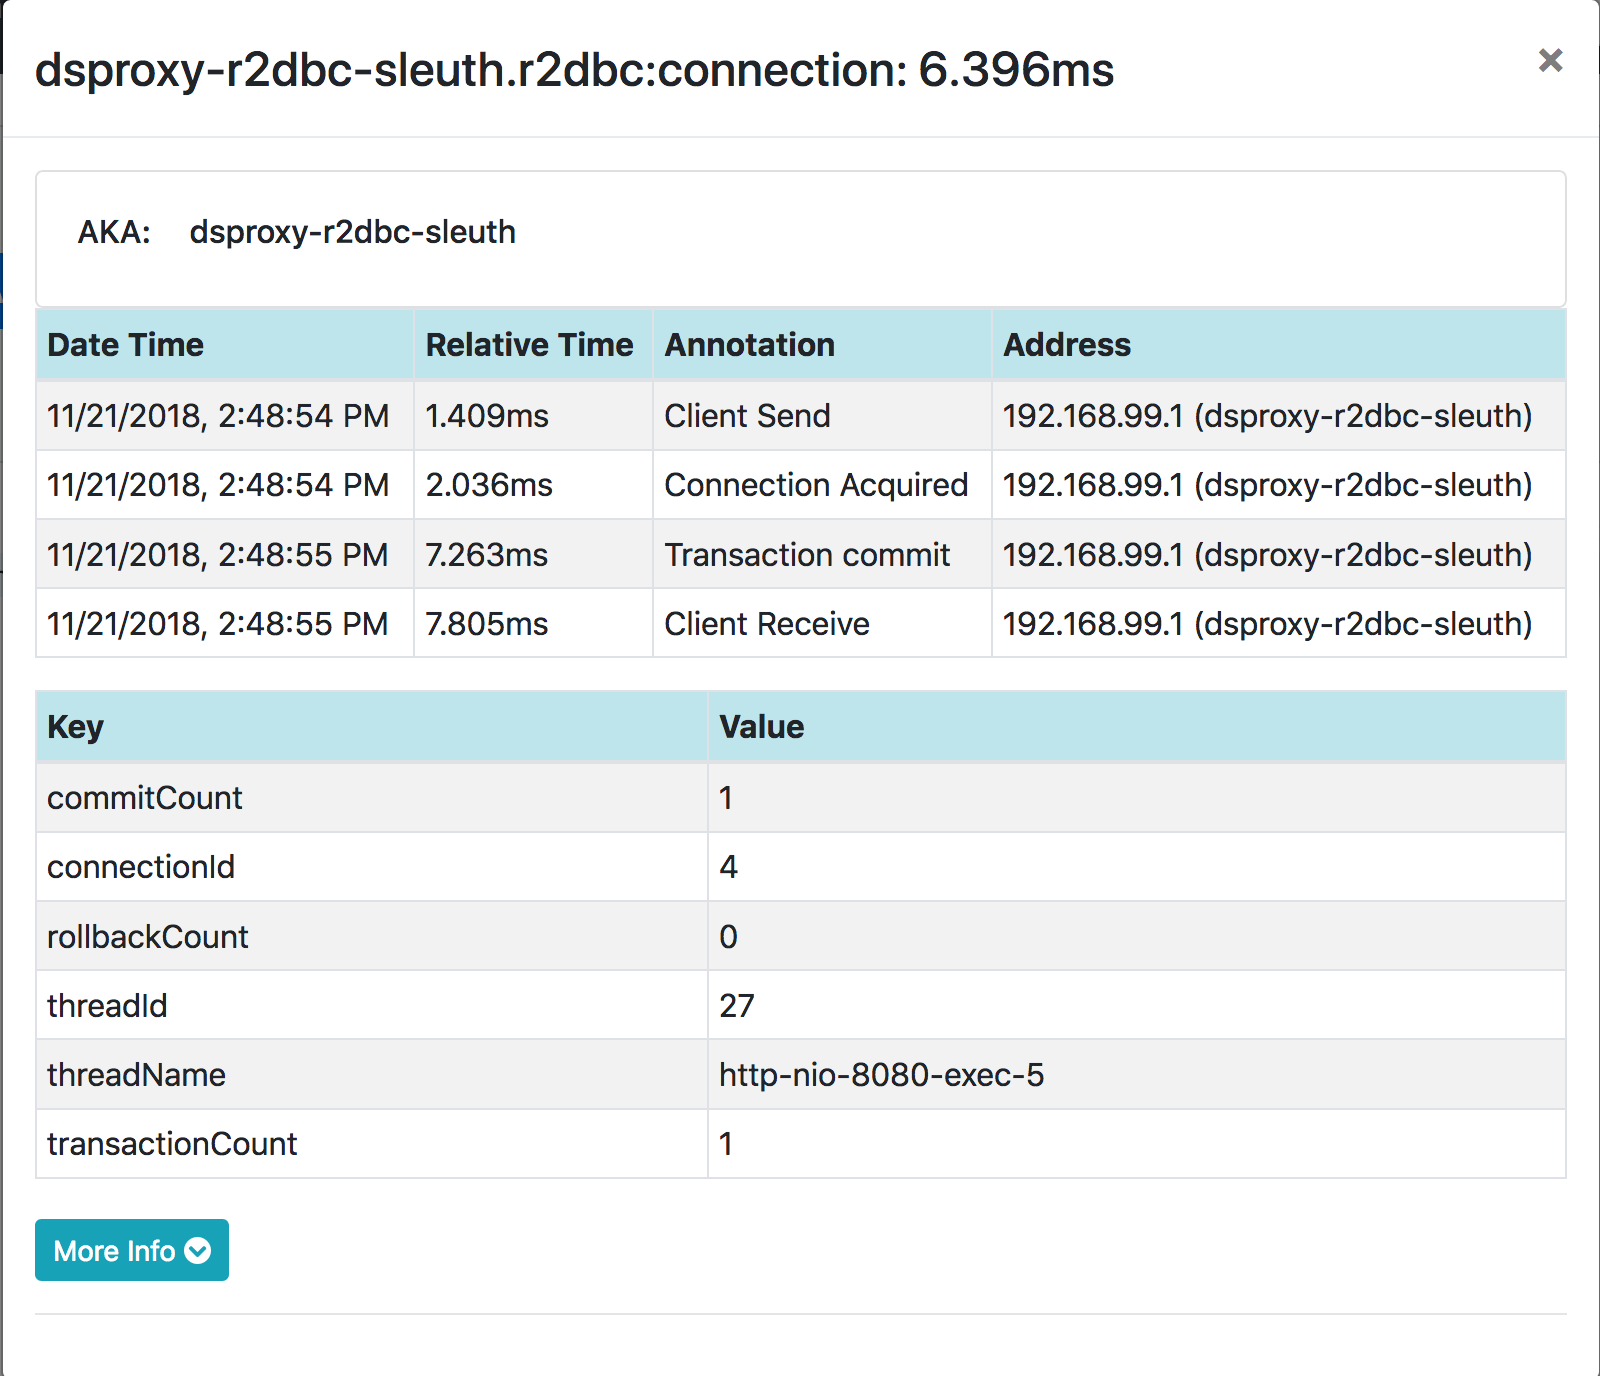 dsproxy-r2dbc-sleuth.r2dbc:connection: 6.396ms
AKA: dsproxy-r2dbc-sleuth
Date Time Relative Time Annotation Address
11/21/2018, 2:48:54 PM 1.409ms Client Send 192.168.99.1 (dsproxy-r2dbc-sleuth)
11/21/2018, 2:48:54 PM 2.036ms Connection Acquired 192.168.99.1 (dsproxy-r2dbc-sleuth)
11/21/2018, 2:48:55 PM 7.263ms Transaction commit 192.168.99.1 (dsproxy-r2dbc-sleuth)
11/21/2018, 2:48:55 PM 7.805ms Client Receive 192.168.99.1 (dsproxy-r2dbc-sleuth)
Key Value
commitCount 1
connectionId 4
rollbackCount 0
threadId 27
threadName http-nio-8080-exec-5
transactionCount 1
More Info